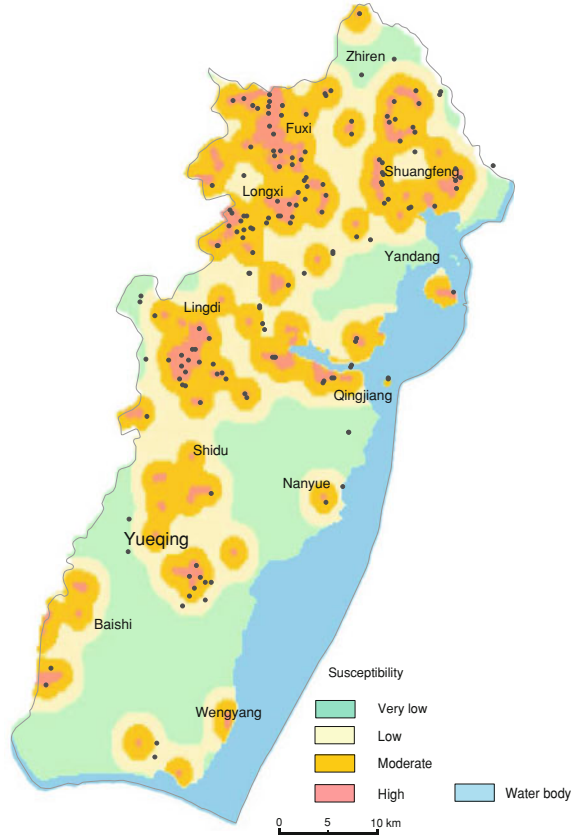 Zhiren
Fuxi
Shuangfeng
Longxi
Yandang
Lingdi
Qingjiang
Shidu
Nanyue
Yueqing
Baishi
Wengyang
Susceptibility
Very low
Low
Moderate
High
Water body
0 5 10 km